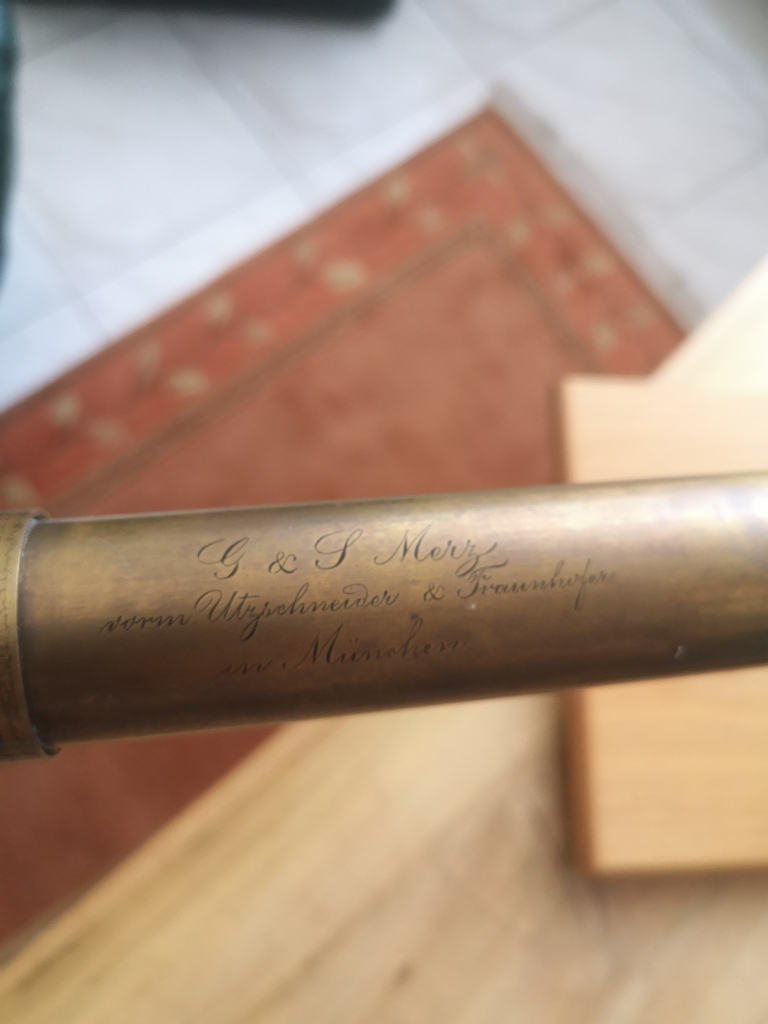 G & S Merz
vorm Utzschneider & Fraunhofer
in München